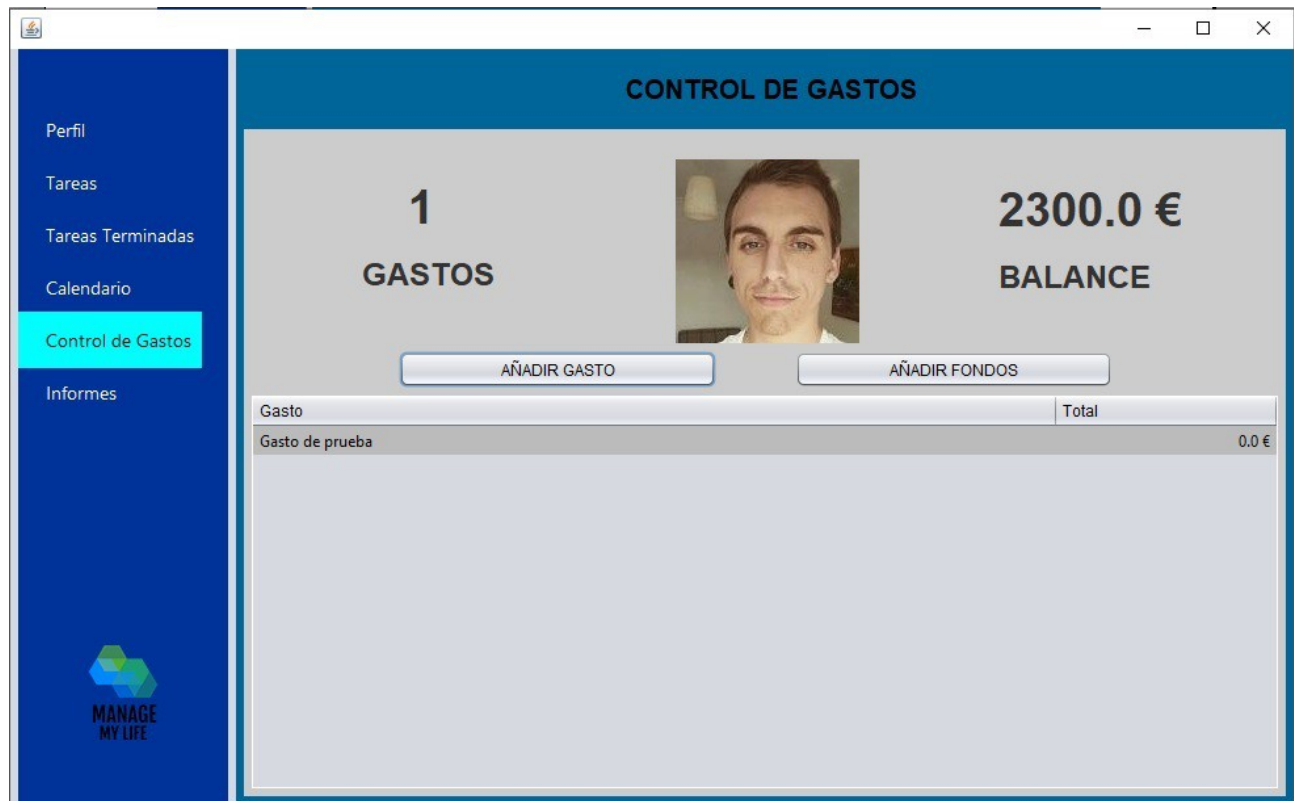 CONTROL DE GASTOS
Perfil
Tareas
Tareas Terminadas
Calendario
Control de Gastos
Informes
MANAGE
MY LIFE
1
GASTOS
2300.0 €
BALANCE
AÑADIR GASTO
AÑADIR FONDOS
Gasto Total
Gasto de prueba 0.0 €